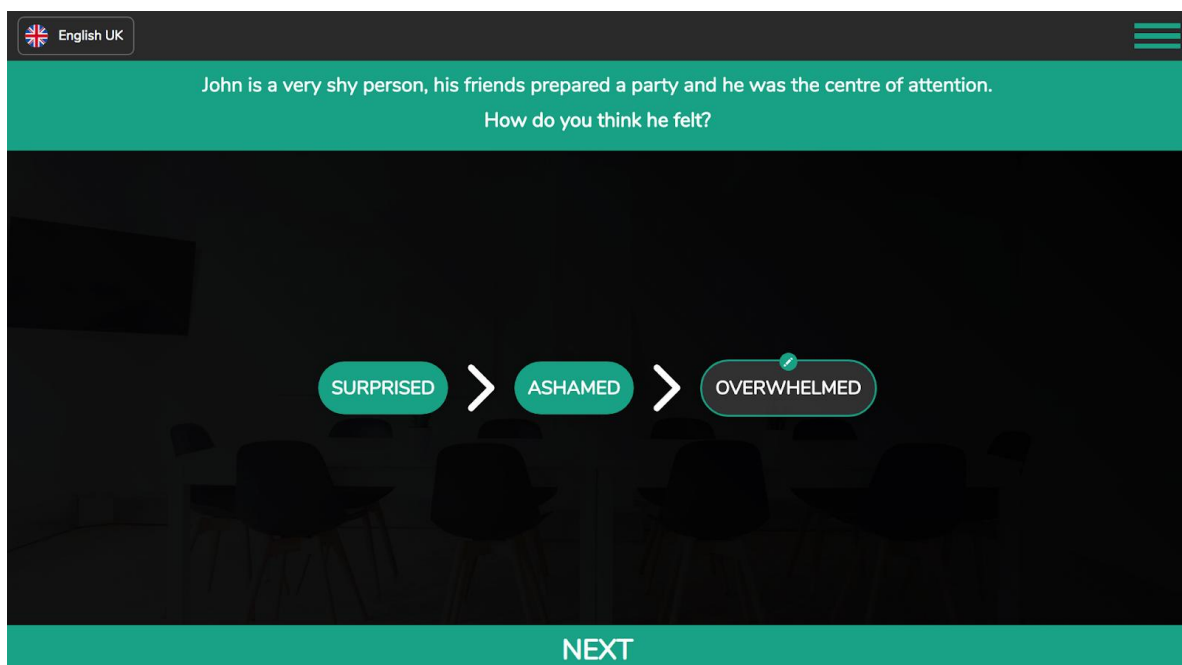 English UK
John is a very shy person, his friends prepared a party and he was the centre of attention.
How do you think he felt?
SURPRISED ASHAMED OVERWHELMED
NEXT